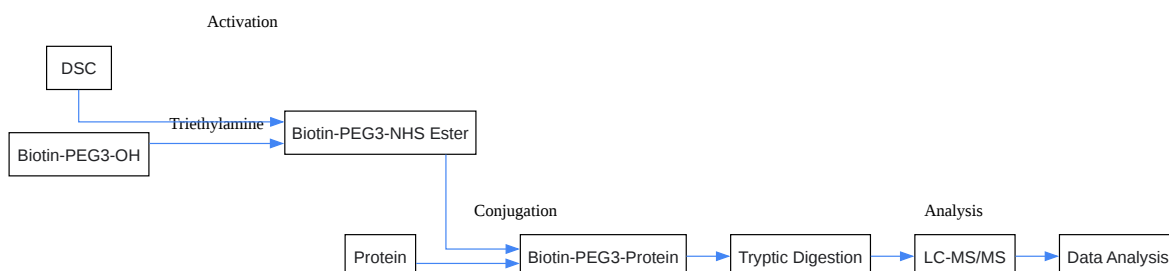 Activation
DSC
Triethylamine
Biotin-PEG3-NHS Ester
Biotin-PEG3-OH
Conjugation
Analysis
Protein
Biotin-PEG3-Protein
Tryptic Digestion
LC-MS/MS
Data Analysis